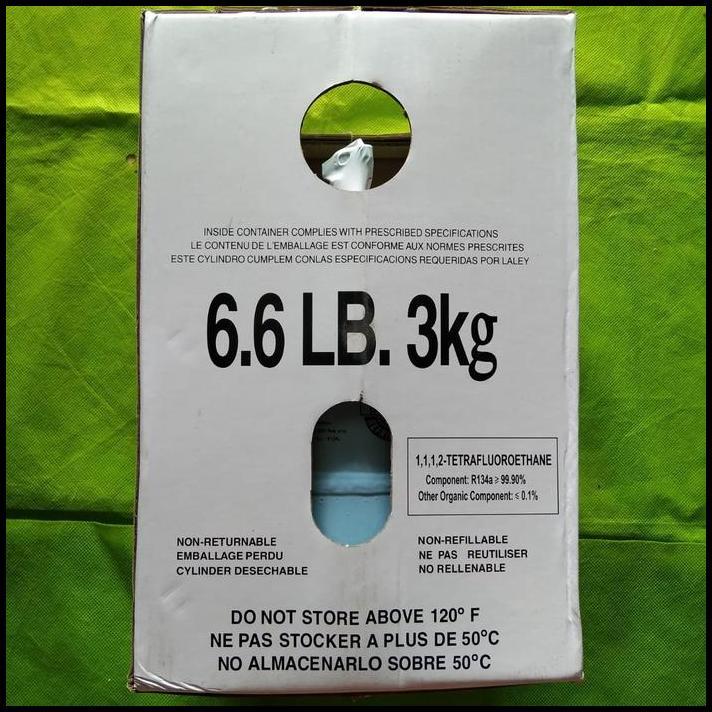 INSIDE CONTAINER COMPLIES WITH PRESCRIBED SPECIFICATIONS
LE CONTENU DE L'EMBALLAGE EST CONFORME AUX NORMES PRESCRITES
ESTE CYLINDRO CUMPLEM CONLAS ESPECIFICACIONS REQUERIDAS POR LALEY
6.6 LB. 3kg
1,1,1,2-TETRAFLUOROETHANE
Component: R134a ≥ 99.90%
Other Organic Component: ≤ 0.1%
NON-RETURNABLE
EMBALLAGE PERDU
CYLINDER DESECHABLE
NON-REFILLABLE
NE PAS REUTILISER
NO RELLENABLE
DO NOT STORE ABOVE 120º F
NE PAS STOCKER A PLUS DE 50ºC
NO ALMACENARLO SOBRE 50ºC